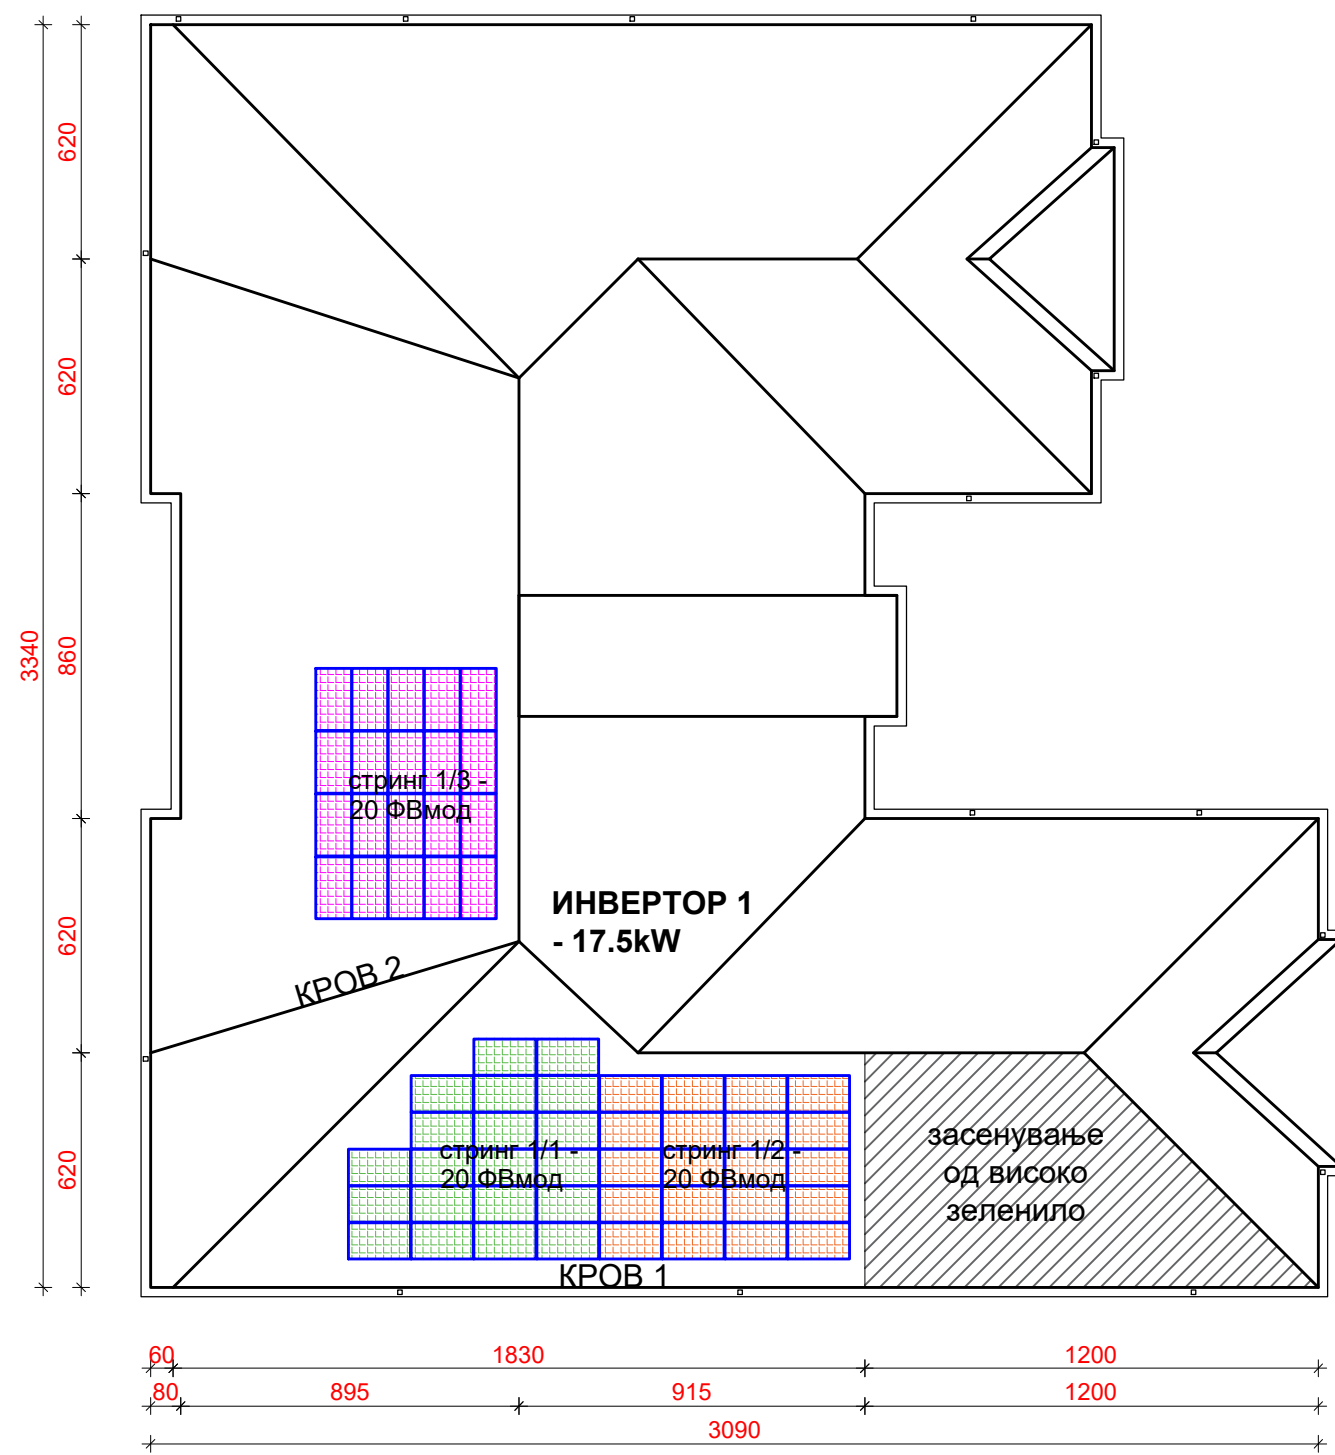 620
620
3340
860
стринг 1/3 -
20 ФВмод
ИНВЕРТОР 1
- 17.5kW
620
КРОВ 2
620
стринг 1/1 -
20 ФВмод
стринг 1/2 -
20 ФВмод
засенување
од високо
зеленило
КРОВ 1
60
1830
1200
80
895
915
1200
3090